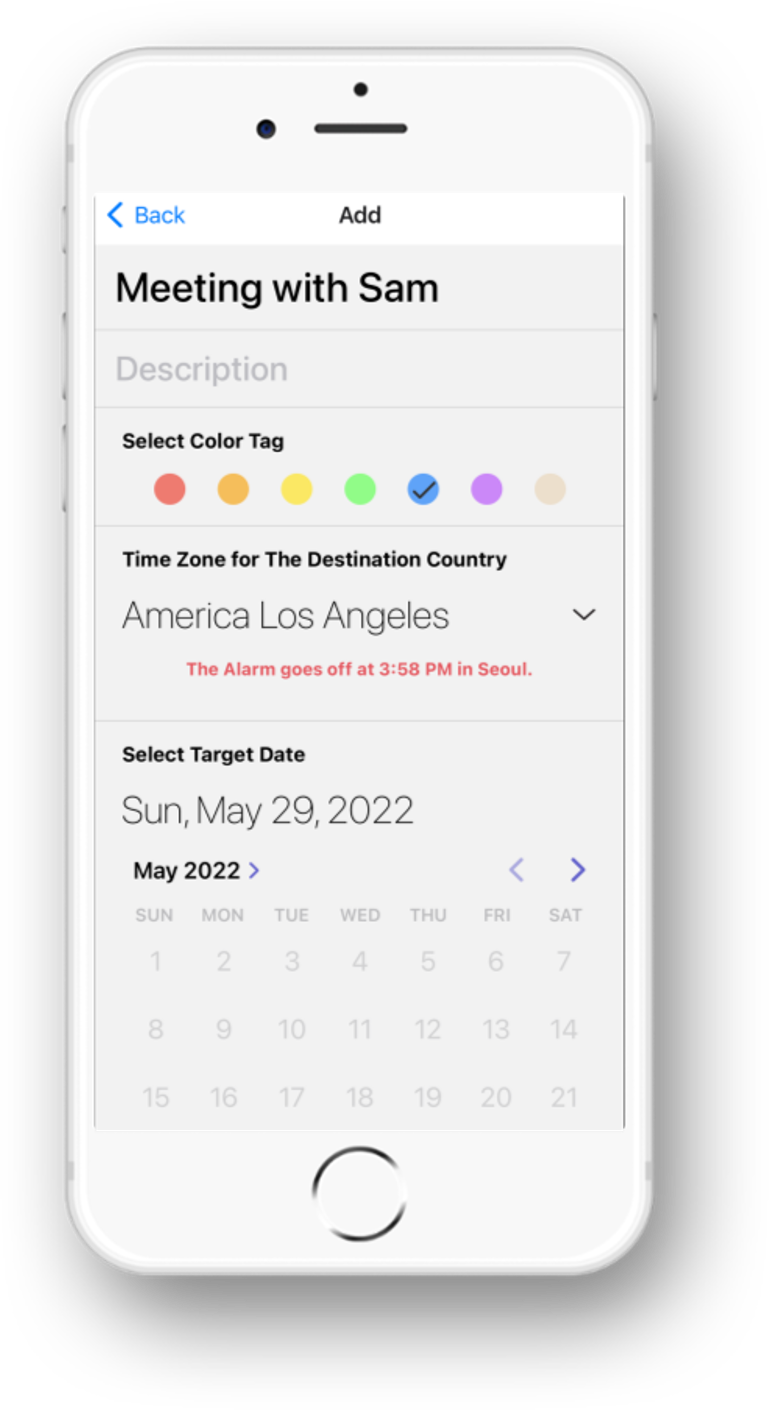 Back Add
Meeting with Sam
Description
Select Color Tag
Time Zone for The Destination Country
America Los Angeles
The Alarm goes off at 3:58 PM in Seoul.
Select Target Date
Sun, May 29, 2022
May 2022
SUN MON TUE WED THU FRI SAT
1 2 3 4 5 6 7
8 9 10 11 12 13 14
15 16 17 18 19 20 21